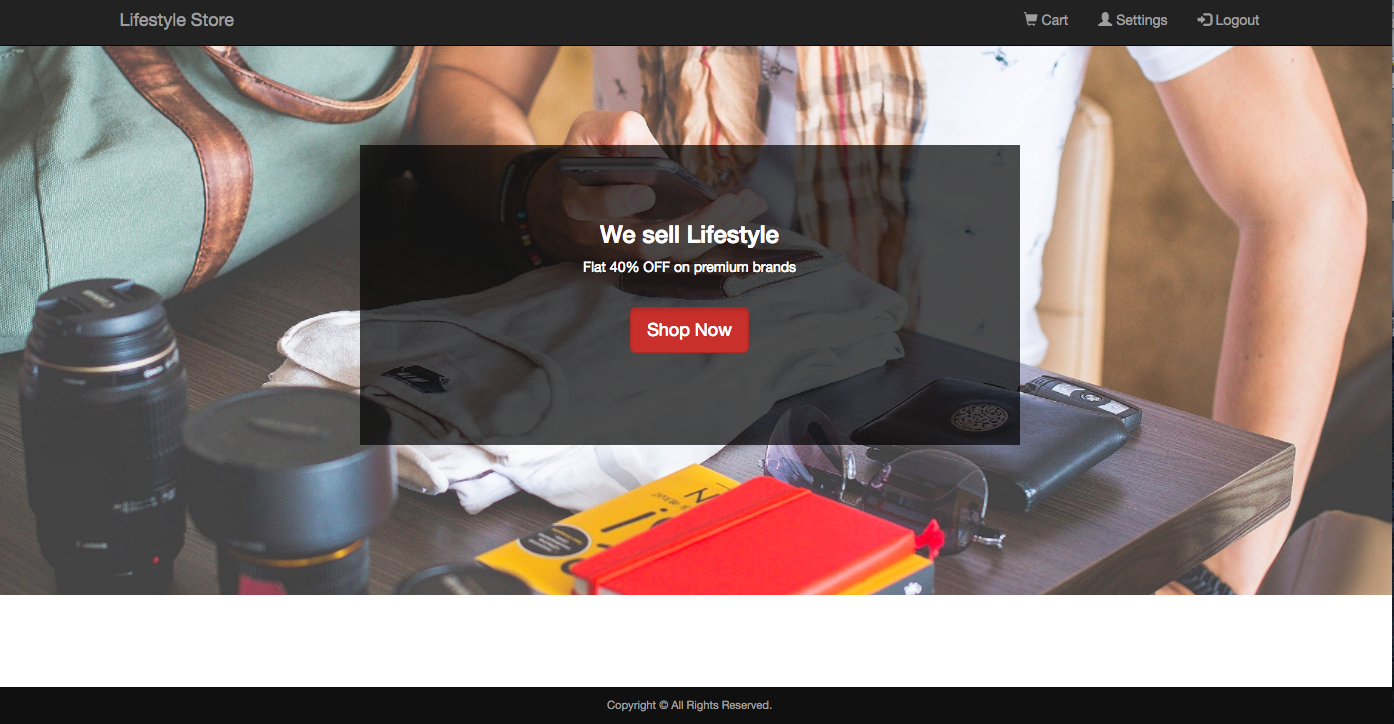 Lifestyle Store
Cart
Settings
Logout
We sell Lifestyle
Flat 40% OFF on premium brands
Shop Now
Copyright © All Rights Reserved.